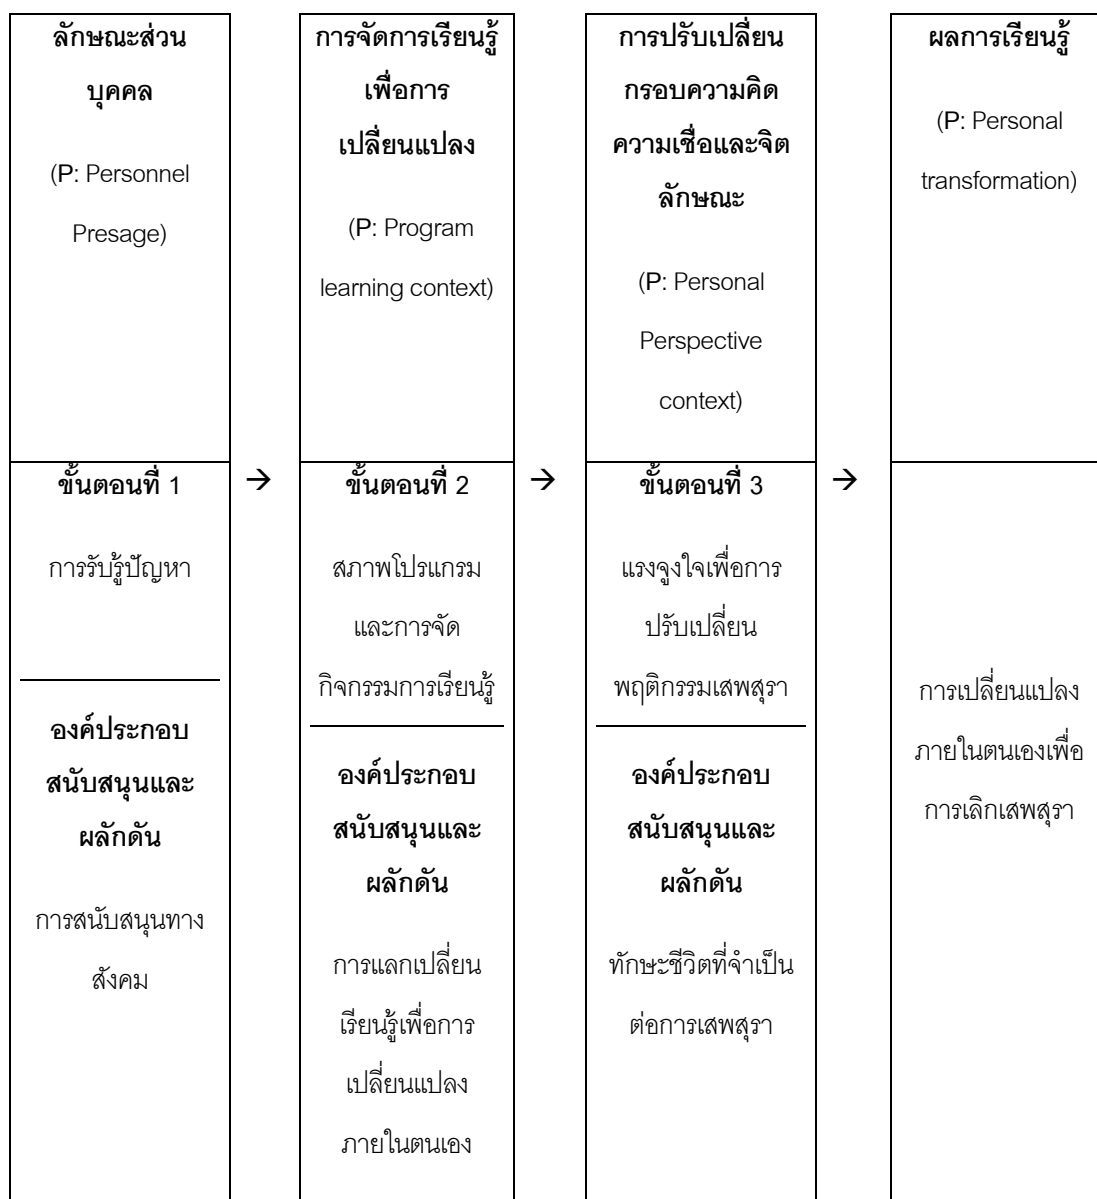 ลักษณะส่วน
บุคคล
(P: Personnel
Presage)
ขั้นตอนที่ 1
การรับรู้ปัญหา
องค์ประกอบ
สนับสนุนและ
ผลักดัน
การสนับสนุนทาง
สังคม
→
การจัดการเรียนรู้
เพื่อการ
เปลี่ยนแปลง
(P: Program
learning context)
ขั้นตอนที่ 2
สภาพโปรแกรม
และการจัด
กิจกรรมการเรียนรู้
องค์ประกอบ
สนับสนุนและ
ผลักดัน
การแลกเปลี่ยน
เรียนรู้เพื่อการ
เปลี่ยนแปลง
ภายในตนเอง
→
การปรับเปลี่ยน
กรอบความคิด
ความเชื่อและจิต
ลักษณะ
(P: Personal
Perspective
context)
ขั้นตอนที่ 3
แรงจูงใจเพื่อการ
ปรับเปลี่ยน
พฤติกรรมเสพสุรา
องค์ประกอบ
สนับสนุนและ
ผลักดัน
ทักษะชีวิตที่จำเป็น
ต่อการเสพสุรา
→
ผลการเรียนรู้
(P: Personal
transformation)
การเปลี่ยนแปลง
ภายในตนเองเพื่อ
การเลิกเสพสุรา